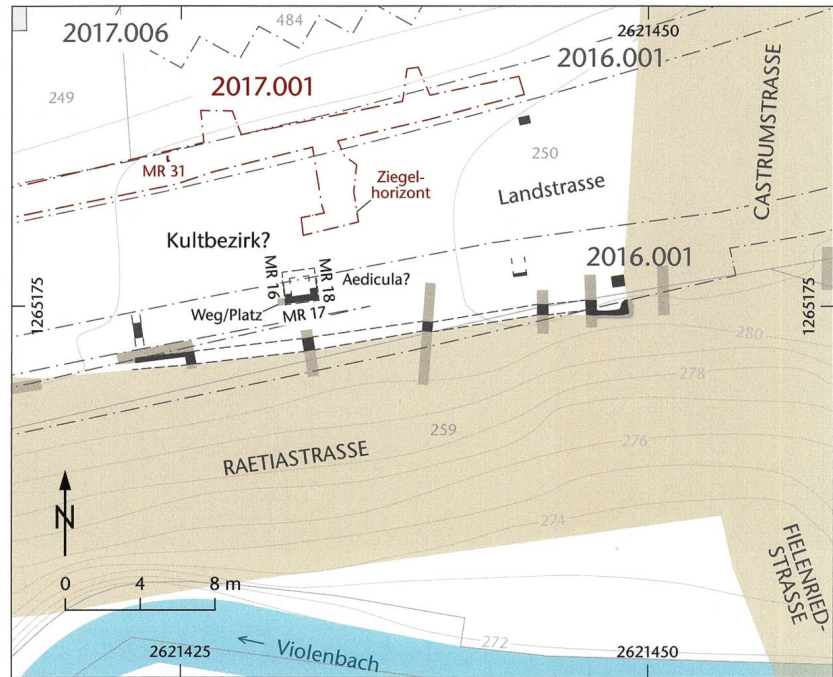 484
2017.006
2621450
2016.001
2017.001
249
MR 31
250
Ziegel-
horizont
Landstrasse
CASTRUMSTRASSE
Kultbezirk?
MR 16
MR 18
Aedicula?
2016.001
Weg/Platz
MR 17
1265175
1265175
280
278
259
276
RAETIASTRASSE
274
N
FIELENRIED-
STRASSE
0 4 8 m
272
2621425
Violenbach
2621450